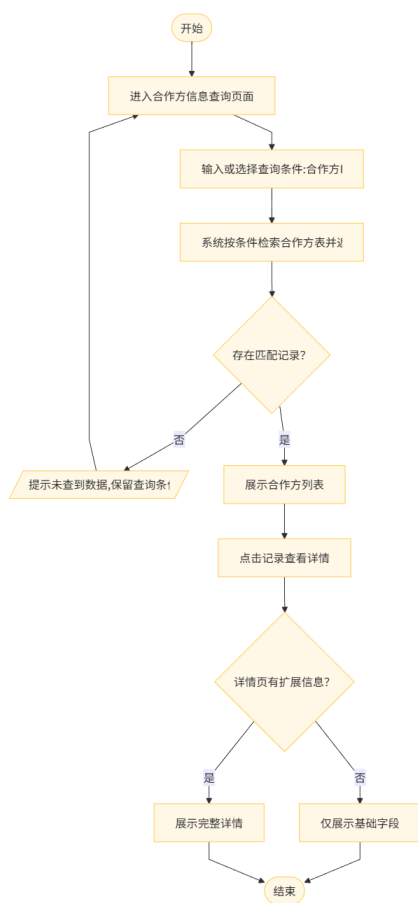 开始
进入合作方信息查询页面
输入或选择查询条件:合作方I
系统按条件检索合作方表并
存在匹配记录?
否
是
提示未查到数据,保留查询条
展示合作方列表
点击记录查看详情
详情页有扩展信息?
是
否
展示完整详情
仅展示基础字段
结束